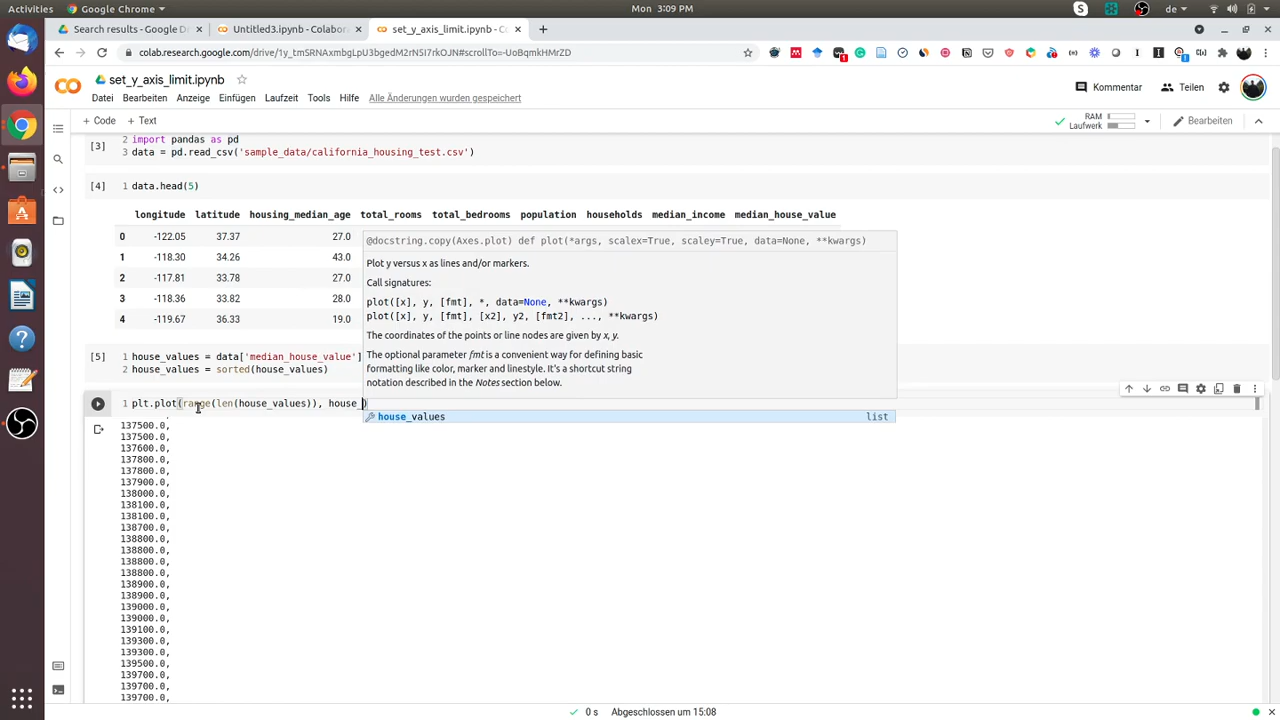 Activities
Google Chrome
Mon 3:09 PM
de
Search results - Google Drive
Untitled3.ipynb - Colaborat
set_y_axis_limit.ipynb - Co
colab.research.google.com/drive/1y_tmSRNAxmbgLpU3bgedM2rN5I7rkOJN#scrollTo=-UoBqmkHMrZD
set_y_axis_limit.ipynb
Kommentar
Teilen
Datei Bearbeiten Anzeige Einfügen Laufzeit Tools Hilfe Alle Änderungen wurden gespeichert
+ Code + Text
RAM
Laufwerk
Bearbeiten
[3]
2 import pandas as pd
3 data = pd.read_csv('sample_data/california_housing_test.csv')
[4] 1 data.head(5)
longitude latitude housing_median_age total_rooms total_bedrooms population households median_income median_house_value
0 -122.05 37.37 27.0
1 -118.30 34.26 43.0
2 -117.81 33.78 27.0
3 -118.36 33.82 28.0
4 -119.67 36.33 19.0
@docstring.copy(Axes.plot) def plot(*args, scalex=True, scaley=True, data=None, **kwargs)
Plot y versus x as lines and/or markers.
Call signatures:
plot([x], y, [fmt], *, data=None, **kwargs)
plot([x], y, [fmt], [x2], y2, [fmt2], ..., **kwargs)
The coordinates of the points or line nodes are given by x, y.
The optional parameter fmt is a convenient way for defining basic
formatting like color, marker and linestyle. It's a shortcut string
notation described in the Notes section below.
[5] 1 house_values = data['median_house_value']
2 house_values = sorted(house_values)
1 plt.plot(range(len(house_values)), house_)
house_values list
137500.0,
137500.0,
137600.0,
137800.0,
137800.0,
137900.0,
138000.0,
138100.0,
138100.0,
138700.0,
138800.0,
138800.0,
138800.0,
138800.0,
138900.0,
138900.0,
139000.0,
139100.0,
139300.0,
139300.0,
139500.0,
139700.0,
139700.0,
139700.0,
0 s Abgeschlossen um 15:08